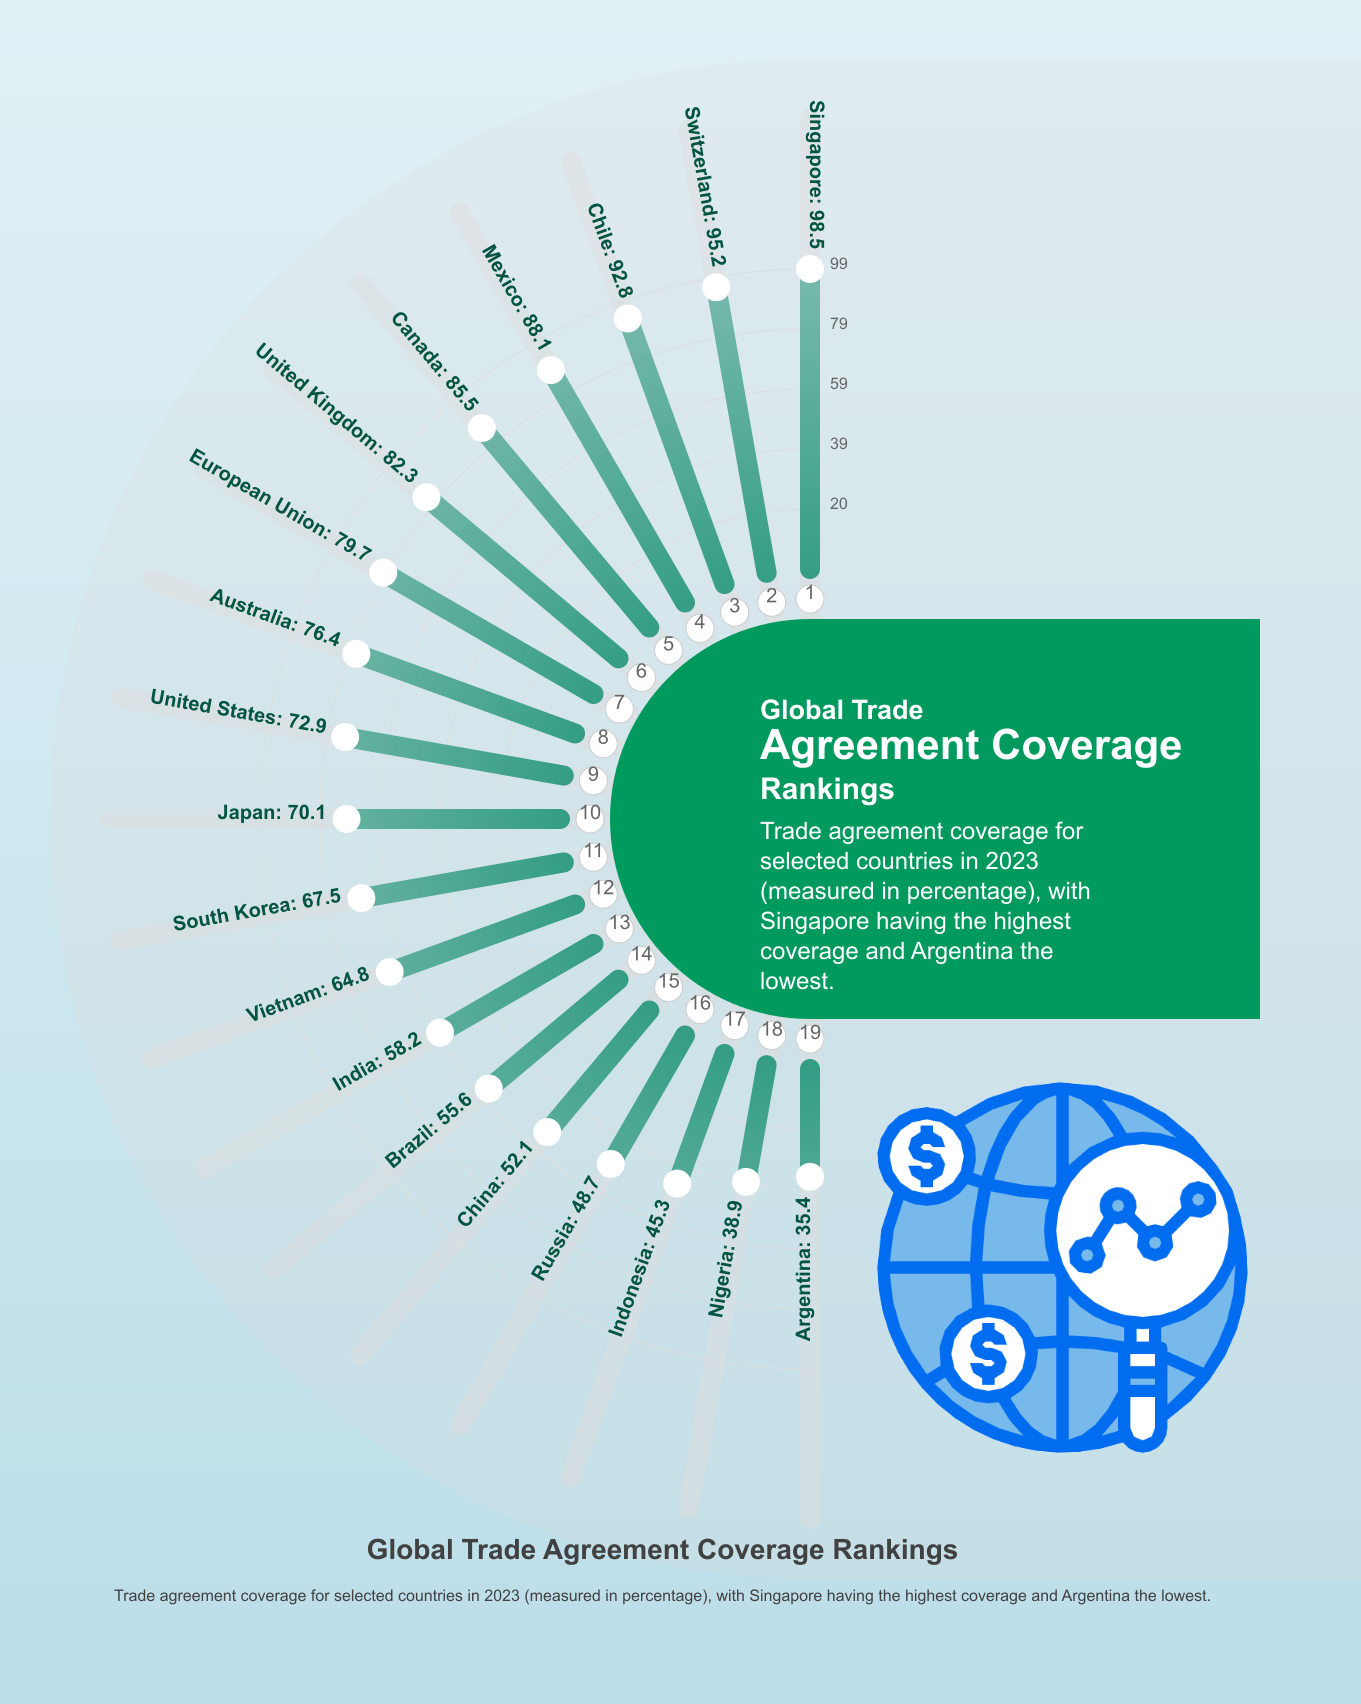 Singapore: 98.5
Switzerland: 95.2
Chile: 92.8
Mexico: 88.1
Canada: 85.5
United Kingdom: 82.3
European Union: 79.7
Australia: 76.4
United States: 72.9
Japan: 70.1
South Korea: 67.5
Vietnam: 64.8
India: 58.2
Brazil: 55.6
China: 52.1
Russia: 48.7
Indonesia: 45.3
Nigeria: 38.9
Argentina: 35.4
99
79
59
39
20
1
2
3
4
5
6
7
8
9
10
11
12
13
14
15
16
17
18
19
Global Trade
Agreement Coverage
Rankings
Trade agreement coverage for
selected countries in 2023
(measured in percentage), with
Singapore having the highest
coverage and Argentina the
lowest.
$
$
Global Trade Agreement Coverage Rankings
Trade agreement coverage for selected countries in 2023 (measured in percentage), with Singapore having the highest coverage and Argentina the lowest.